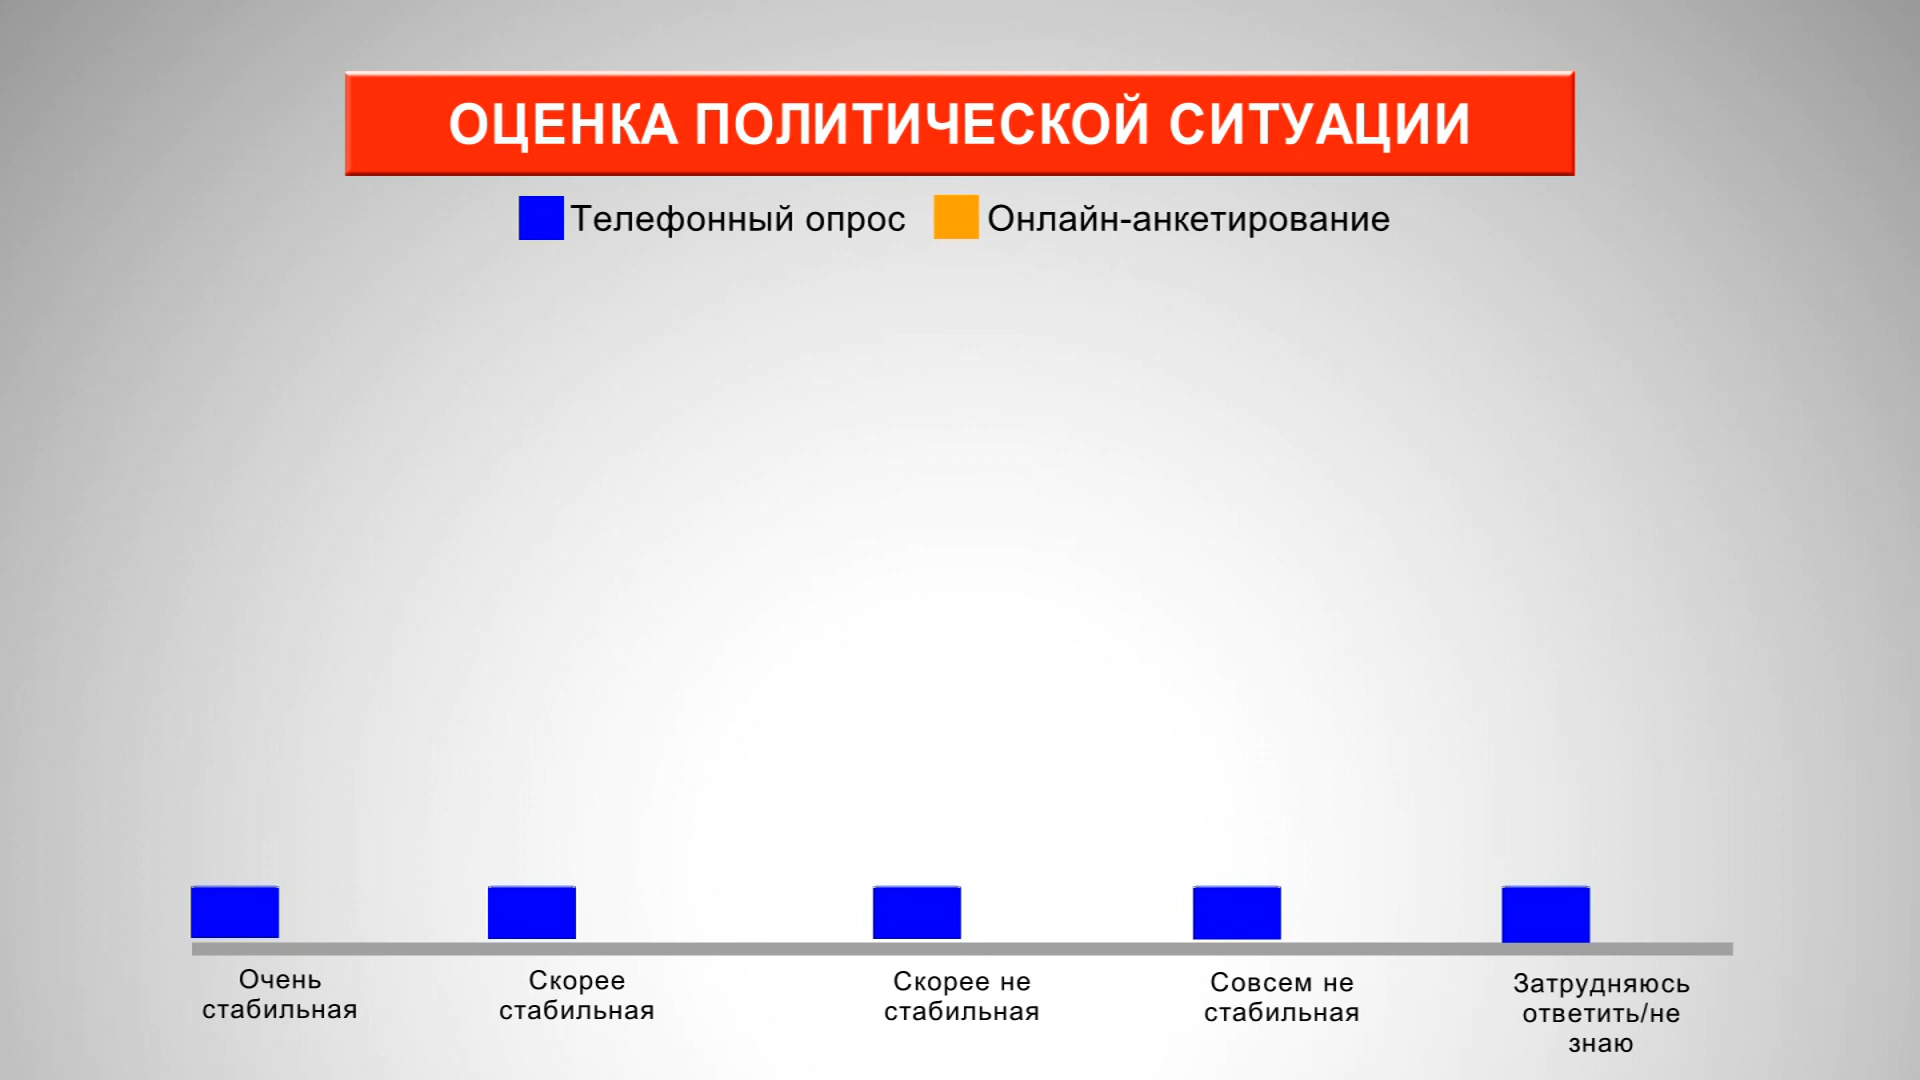 ОЦЕНКА ПОЛИТИЧЕСКОЙ СИТУАЦИИ
Телефонный опрос
Онлайн-анкетирование
Очень
стабильная
Скорее
стабильная
Скорее не
стабильная
Совсем не
стабильная
Затрудняюсь
ответить/не
знаю